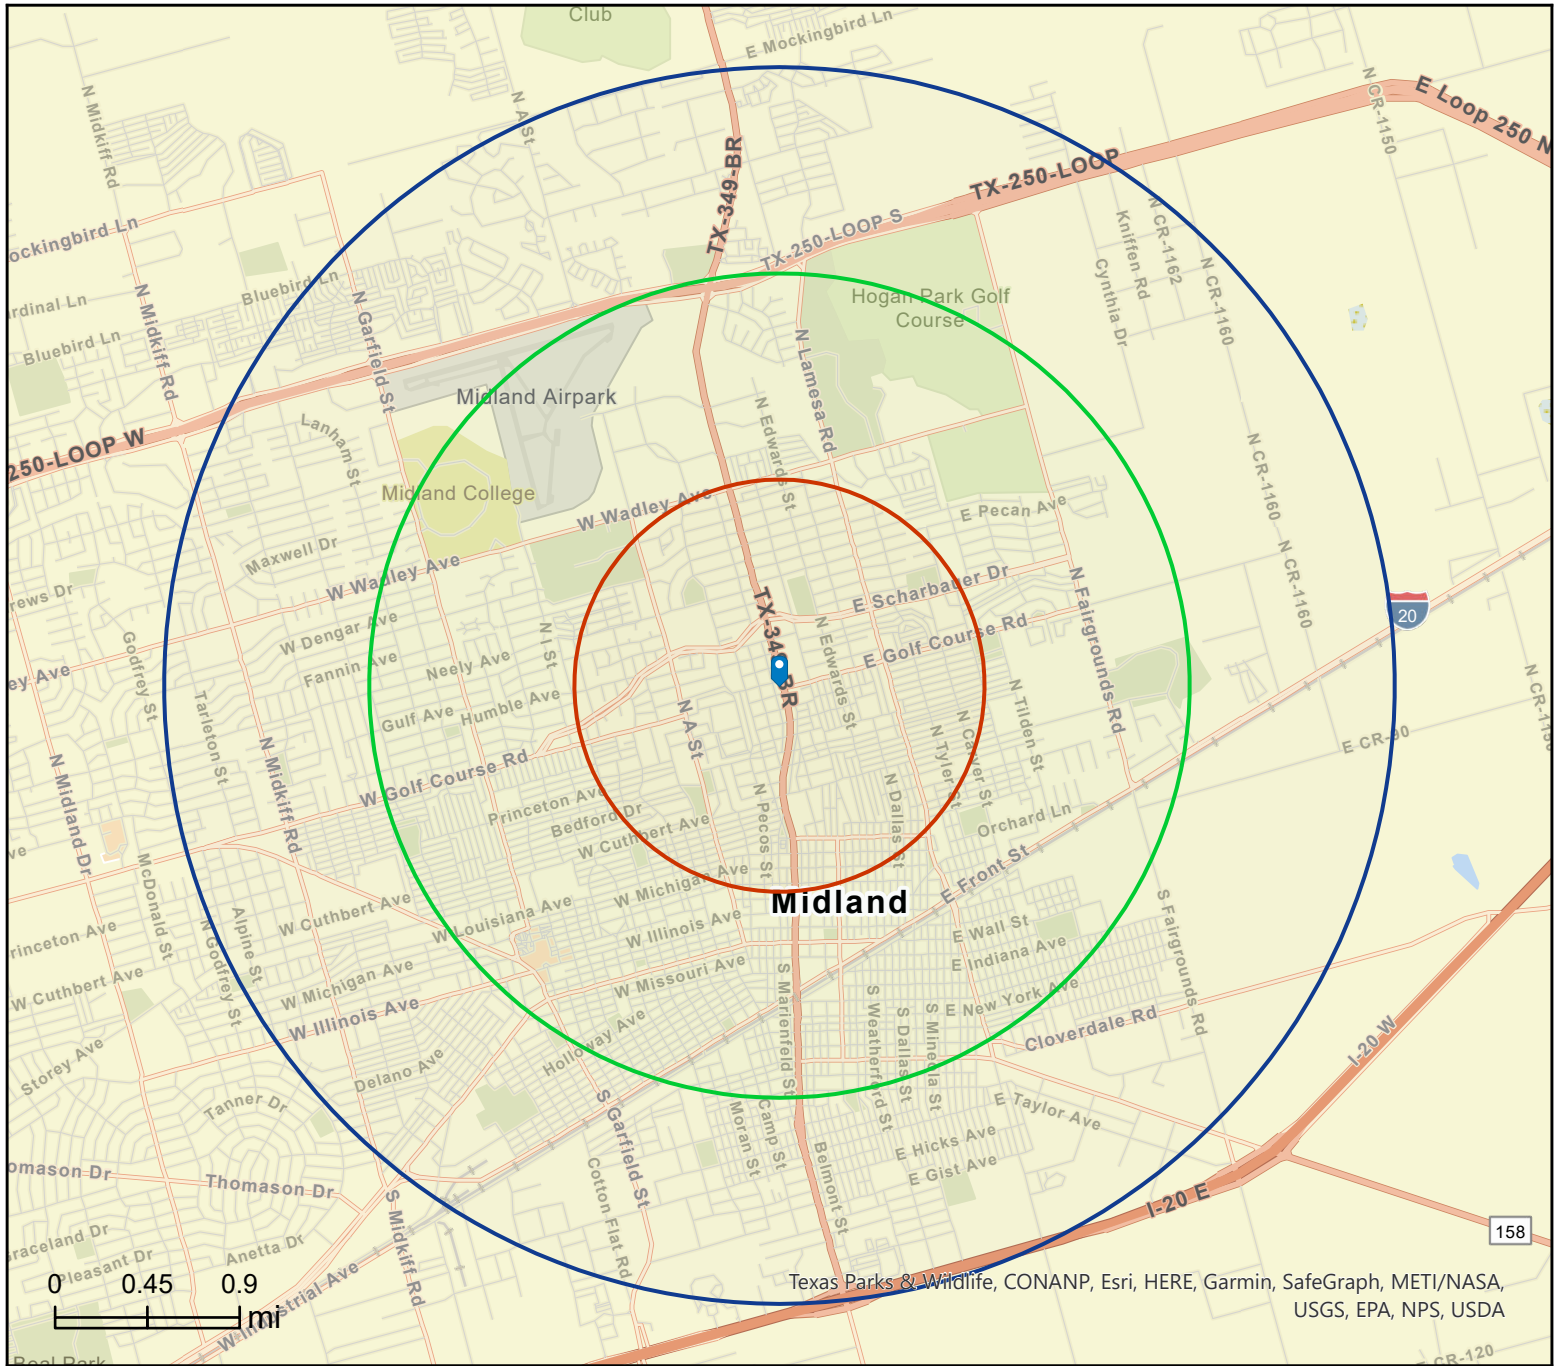 Club
E Mockingbird Ln
N Midkiff Rd
N A St
N CR-1150
E Loop 250 N
TX-349-BR
TX-250-LOOP
TX-250-LOOP S
ockingbird Ln
Kniffen Rd
N CR-1162
Cynthia Dr
N CR-1160
Bluebird Ln
rdinal Ln
N Midkiff Rd
N Garfield St
Hogan Park Golf
Course
Bluebird Ln
N Lamesa Rd
Midland Airpark
N Edwards St
250-LOOP W
Lanham St
Midland College
W Wadley Ave
E Pecan Ave
N CR-1160
Maxwell Dr
W Wadley Ave
E Scharbauer Dr
N Fairgrounds Rd
N CR-1160
20
rews Dr
W Dengar Ave
N I St
TX-349-BR
N Edwards St
E Golf Course Rd
Godfrey St
Fannin Ave
Neely Ave
ey Ave
Tarleton St
Gulf Ave
Humble Ave
N A St
N Tilden St
N CR-1150
N Tyler St
N Carver St
E CR-90
N Midland Dr
N Midkiff Rd
W Golf Course Rd
Princeton Ave
Bedford Dr
W Cuthbert Ave
N Pecos St
N Dallas St
Orchard Ln
ve
McDonald St
W Michigan Ave
E Front St
Midland
W Cuthbert Ave
W Louisiana Ave
W Illinois Ave
E Wall St
S Fairgrounds Rd
rinceton Ave
N Godfrey St
Alpine St
E Indiana Ave
W Cuthbert Ave
W Michigan Ave
W Missouri Ave
S Marienfeld St
S Weatherford St
S Dallas St
S Mineola St
E New York Ave
W Illinois Ave
Cloverdale Rd
I-20 W
Storey Ave
Holloway Ave
Delano Ave
Tanner Dr
S Garfield St
Moran St
Camp St
E Taylor Ave
Belmont St
E Hicks Ave
E Gist Ave
omason Dr
Thomason Dr
Cotton Flat Rd
S Midkiff Rd
I-20 E
158
raceland Dr
Pleasant Dr
Anetta Dr
W Industrial Ave
0 0.45 0.9
mi
Texas Parks & Wildlife, CONANP, Esri, HERE, Garmin, SafeGraph, METI/NASA,
USGS, EPA, NPS, USDA
Beal Park
E CR-120